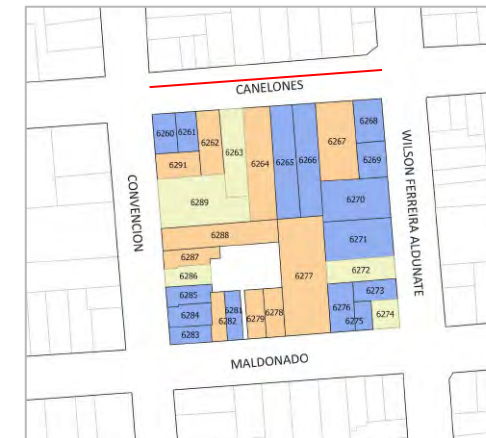 CANELONES
6260 6261 6262 6263 6264 6265 6266 6267 6268
6291 6269
6289 6270
CONVENCION
WILSON FERREIRA ALDUNATE
6288 6271
6287 6277
6286 6272
6285 6273
6284 6282 6281 6279 6278 6276 6275 6274
6283
MALDONADO